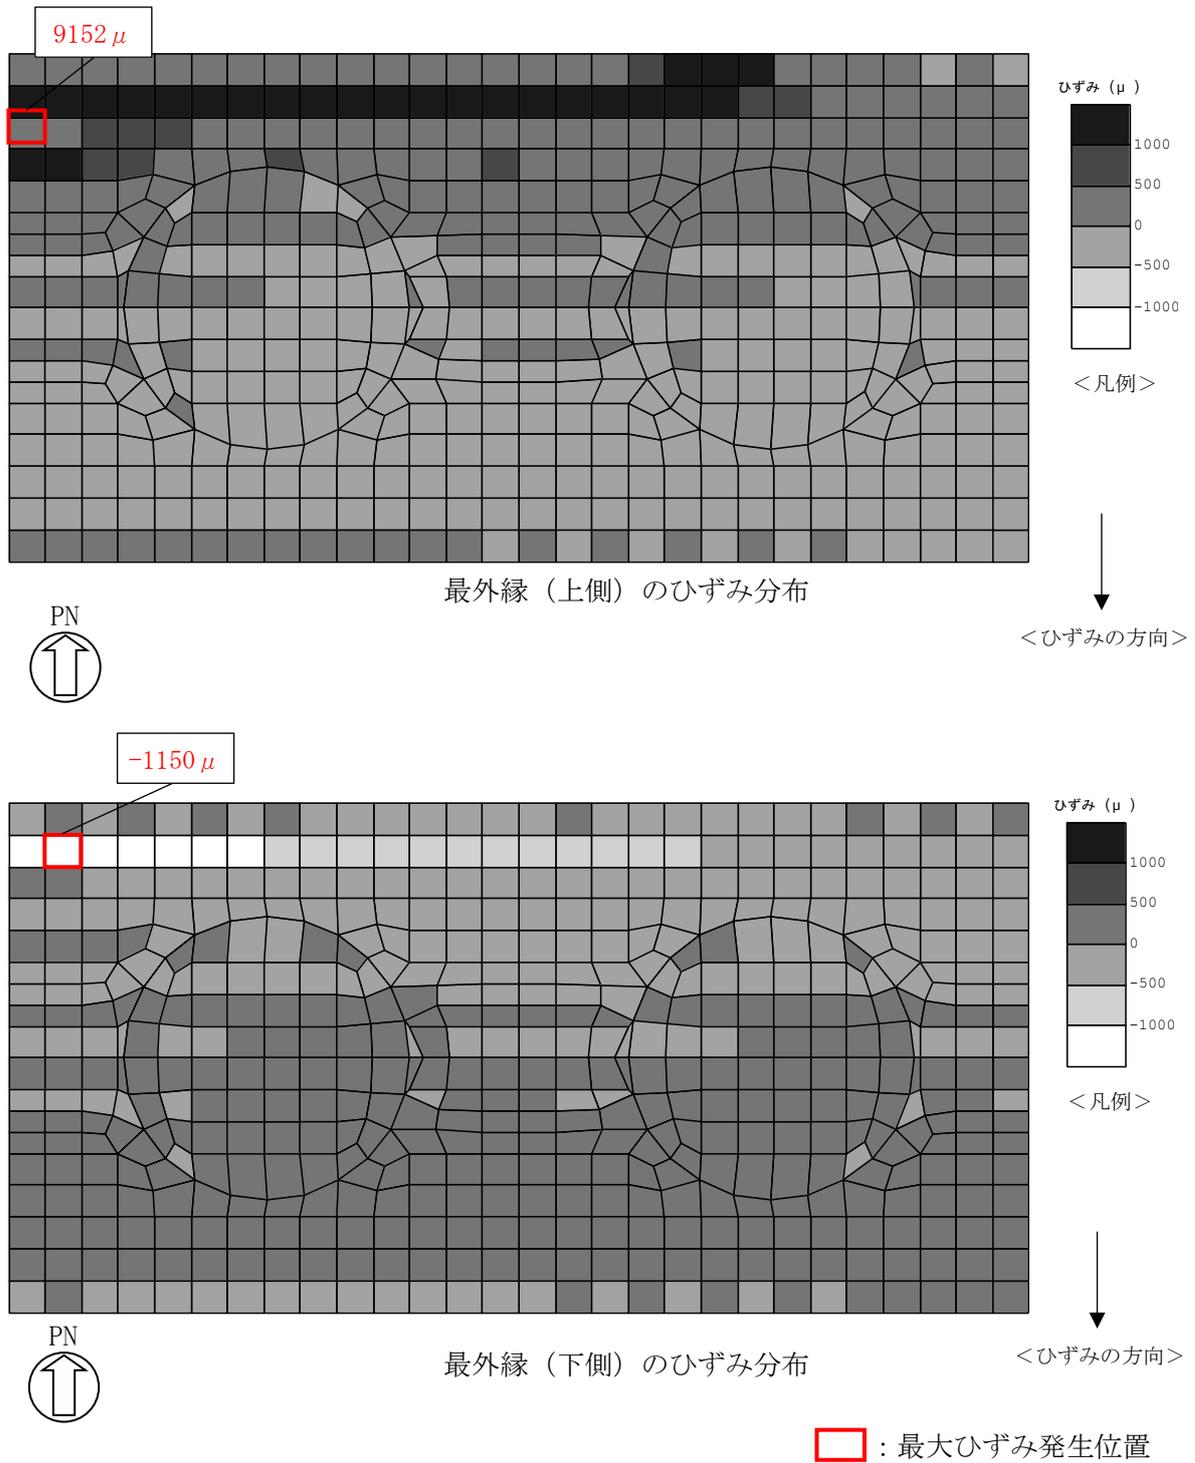 9152μ
ひずみ (μ )
1000
500
0
-500
-1000
＜凡例＞
最外縁（上側）のひずみ分布
PN
＜ひずみの方向＞
-1150μ
ひずみ (μ )
1000
500
0
-500
-1000
＜凡例＞
PN
最外縁（下側）のひずみ分布
＜ひずみの方向＞
：最大ひずみ発生位置